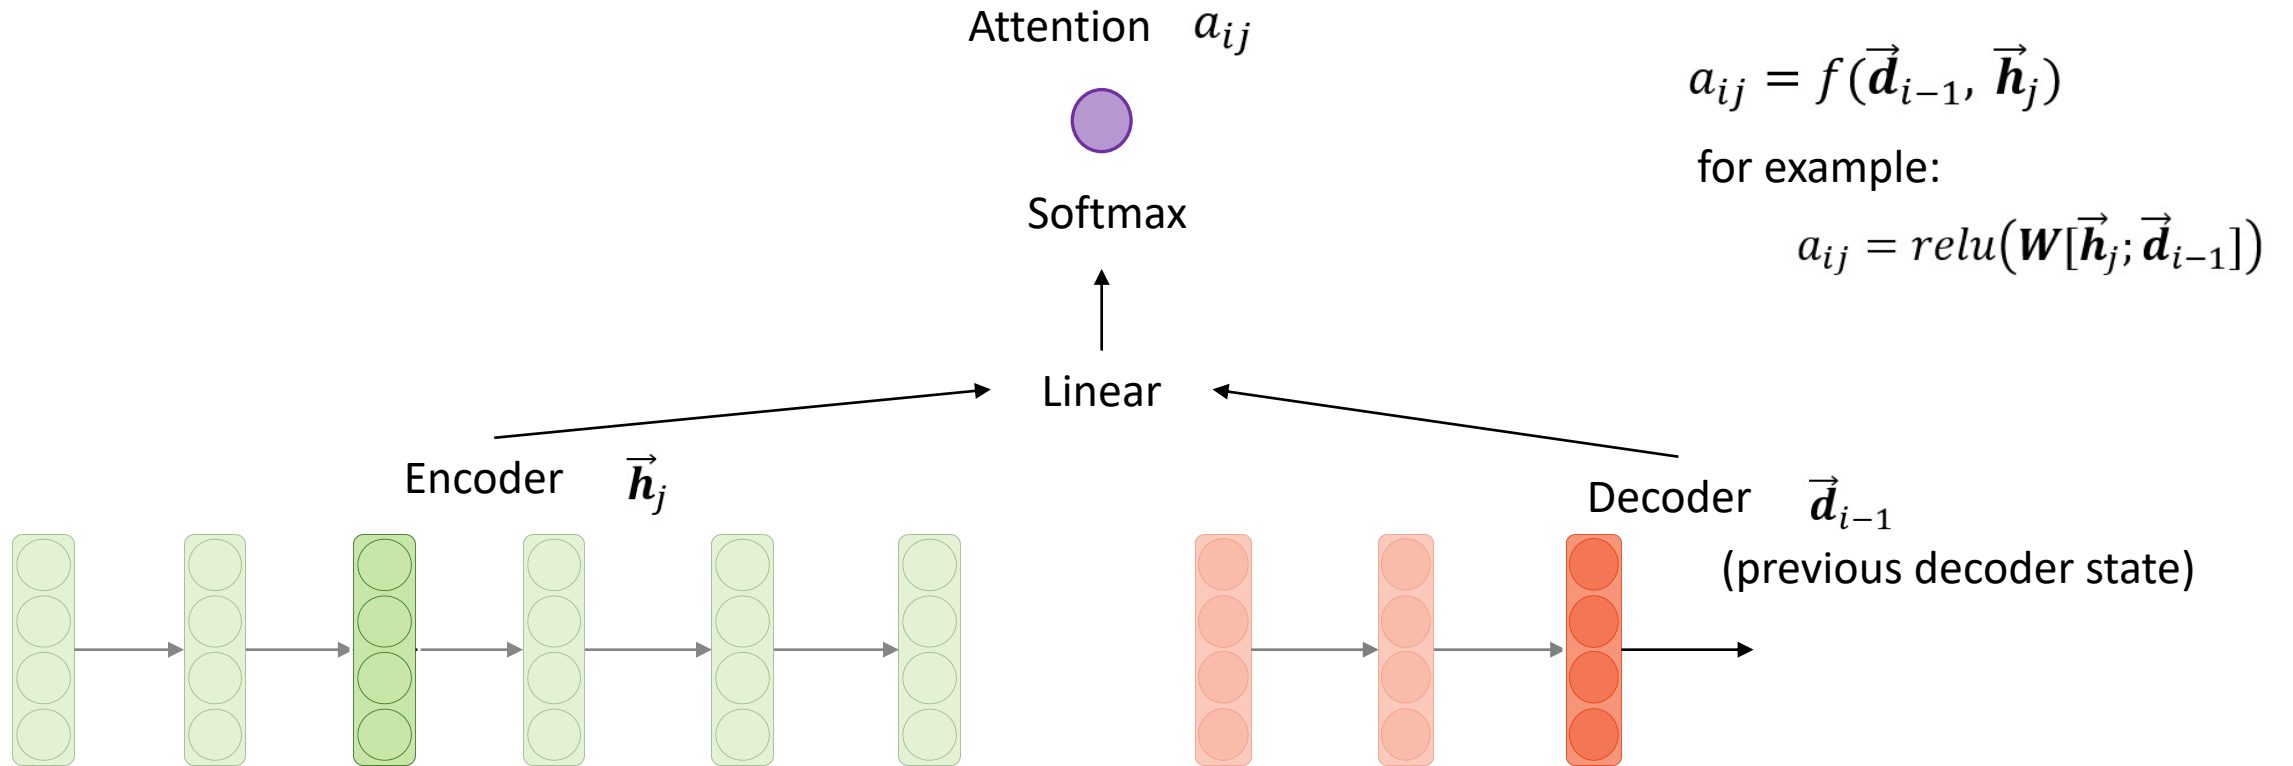 Attention a_{ij}
a_{ij} = f(\vec{d}_{i-1}, \vec{h}_j)
for example:
Softmax
a_{ij} = relu(W[\vec{h}_j; \vec{d}_{i-1}])
Linear
Encoder \vec{h}_j
Decoder \vec{d}_{i-1}
(previous decoder state)